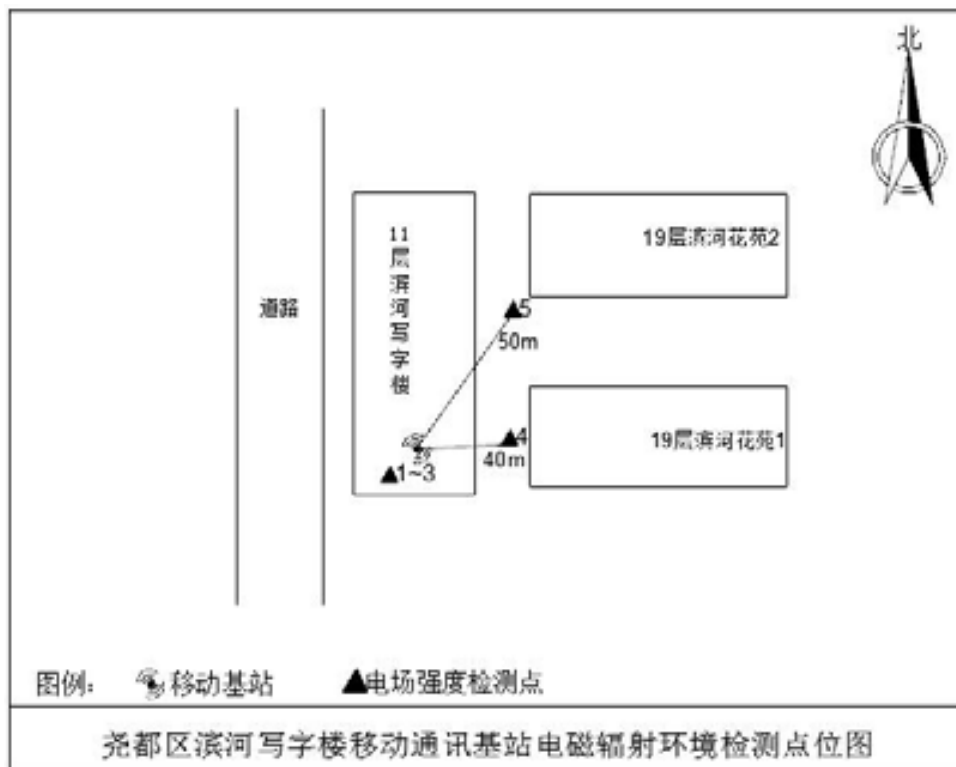 北
11层滨河写字楼
19层滨河花苑2
道路
▲5
50m
▲4
40m
19层滨河花苑1
▲1~3
图例： 移动基站 ▲电场强度检测点
尧都区滨河写字楼移动通讯基站电磁辐射环境检测点位图